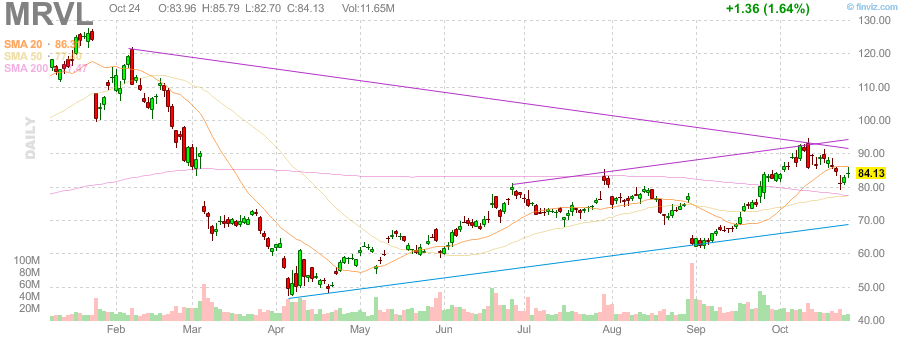 MRVL Oct 24 O:83.96 H:85.79 L:82.70 C:84.13 Vol:11.65M +1.36 (1.64%) © finviz.com
SMA 20 · 86.
SMA 50 ·
SMA 200
DAILY
130.00
120.00
110.00
100.00
90.00
84.13
80.00
70.00
60.00
50.00
40.00
100M
80M
60M
40M
20M
Feb Mar Apr May Jun Jul Aug Sep Oct